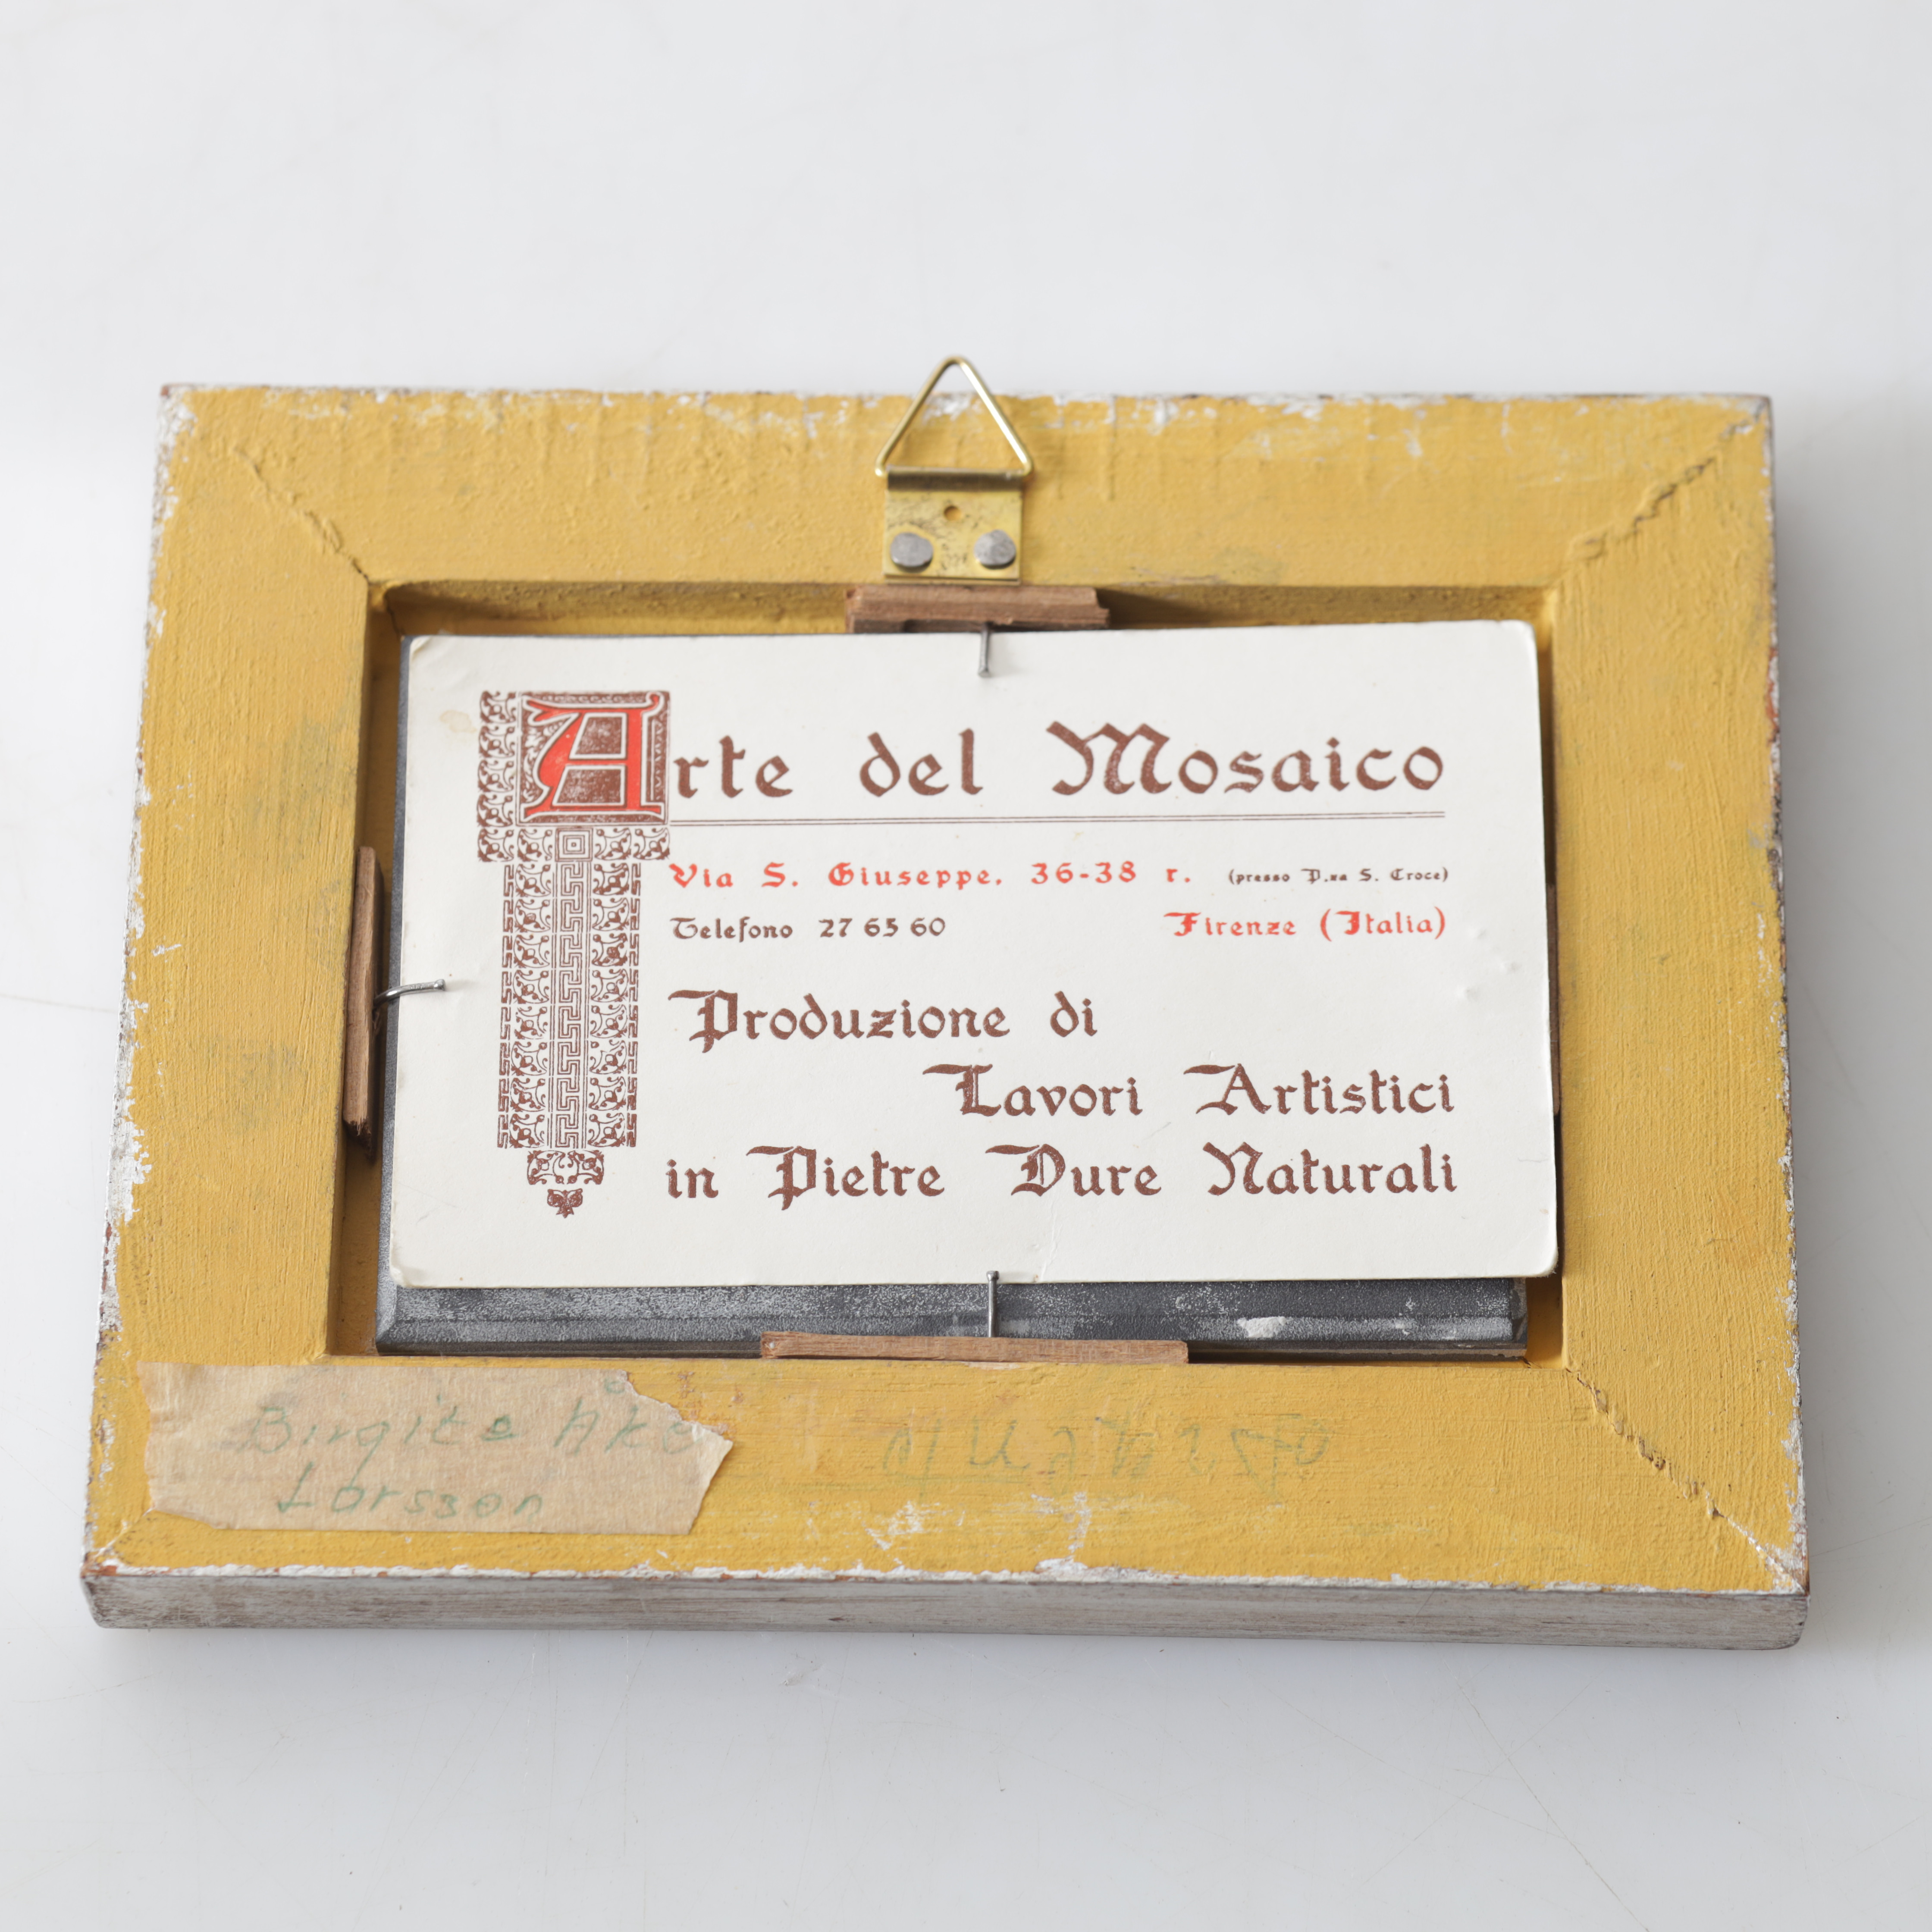 Arte del Mosaico
Via S. Giuseppe, 36-38 r. (presso P.za S. Croce)
Telefono 27 65 60 Firenze (Italia)
Produzione di
Lavori Artistici
in Pietre Dure Naturali
Birgit e Åke
Larsson